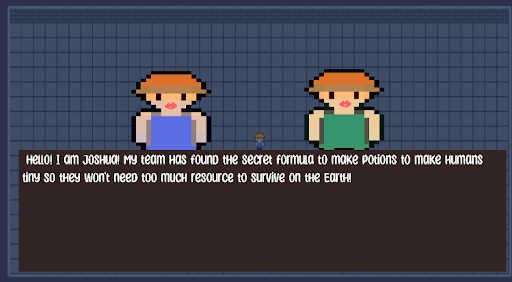 Hello! I am Joshua! My team has found the secret formula to make potions to make humans
tiny so they won't need too much resource to survive on the Earth!